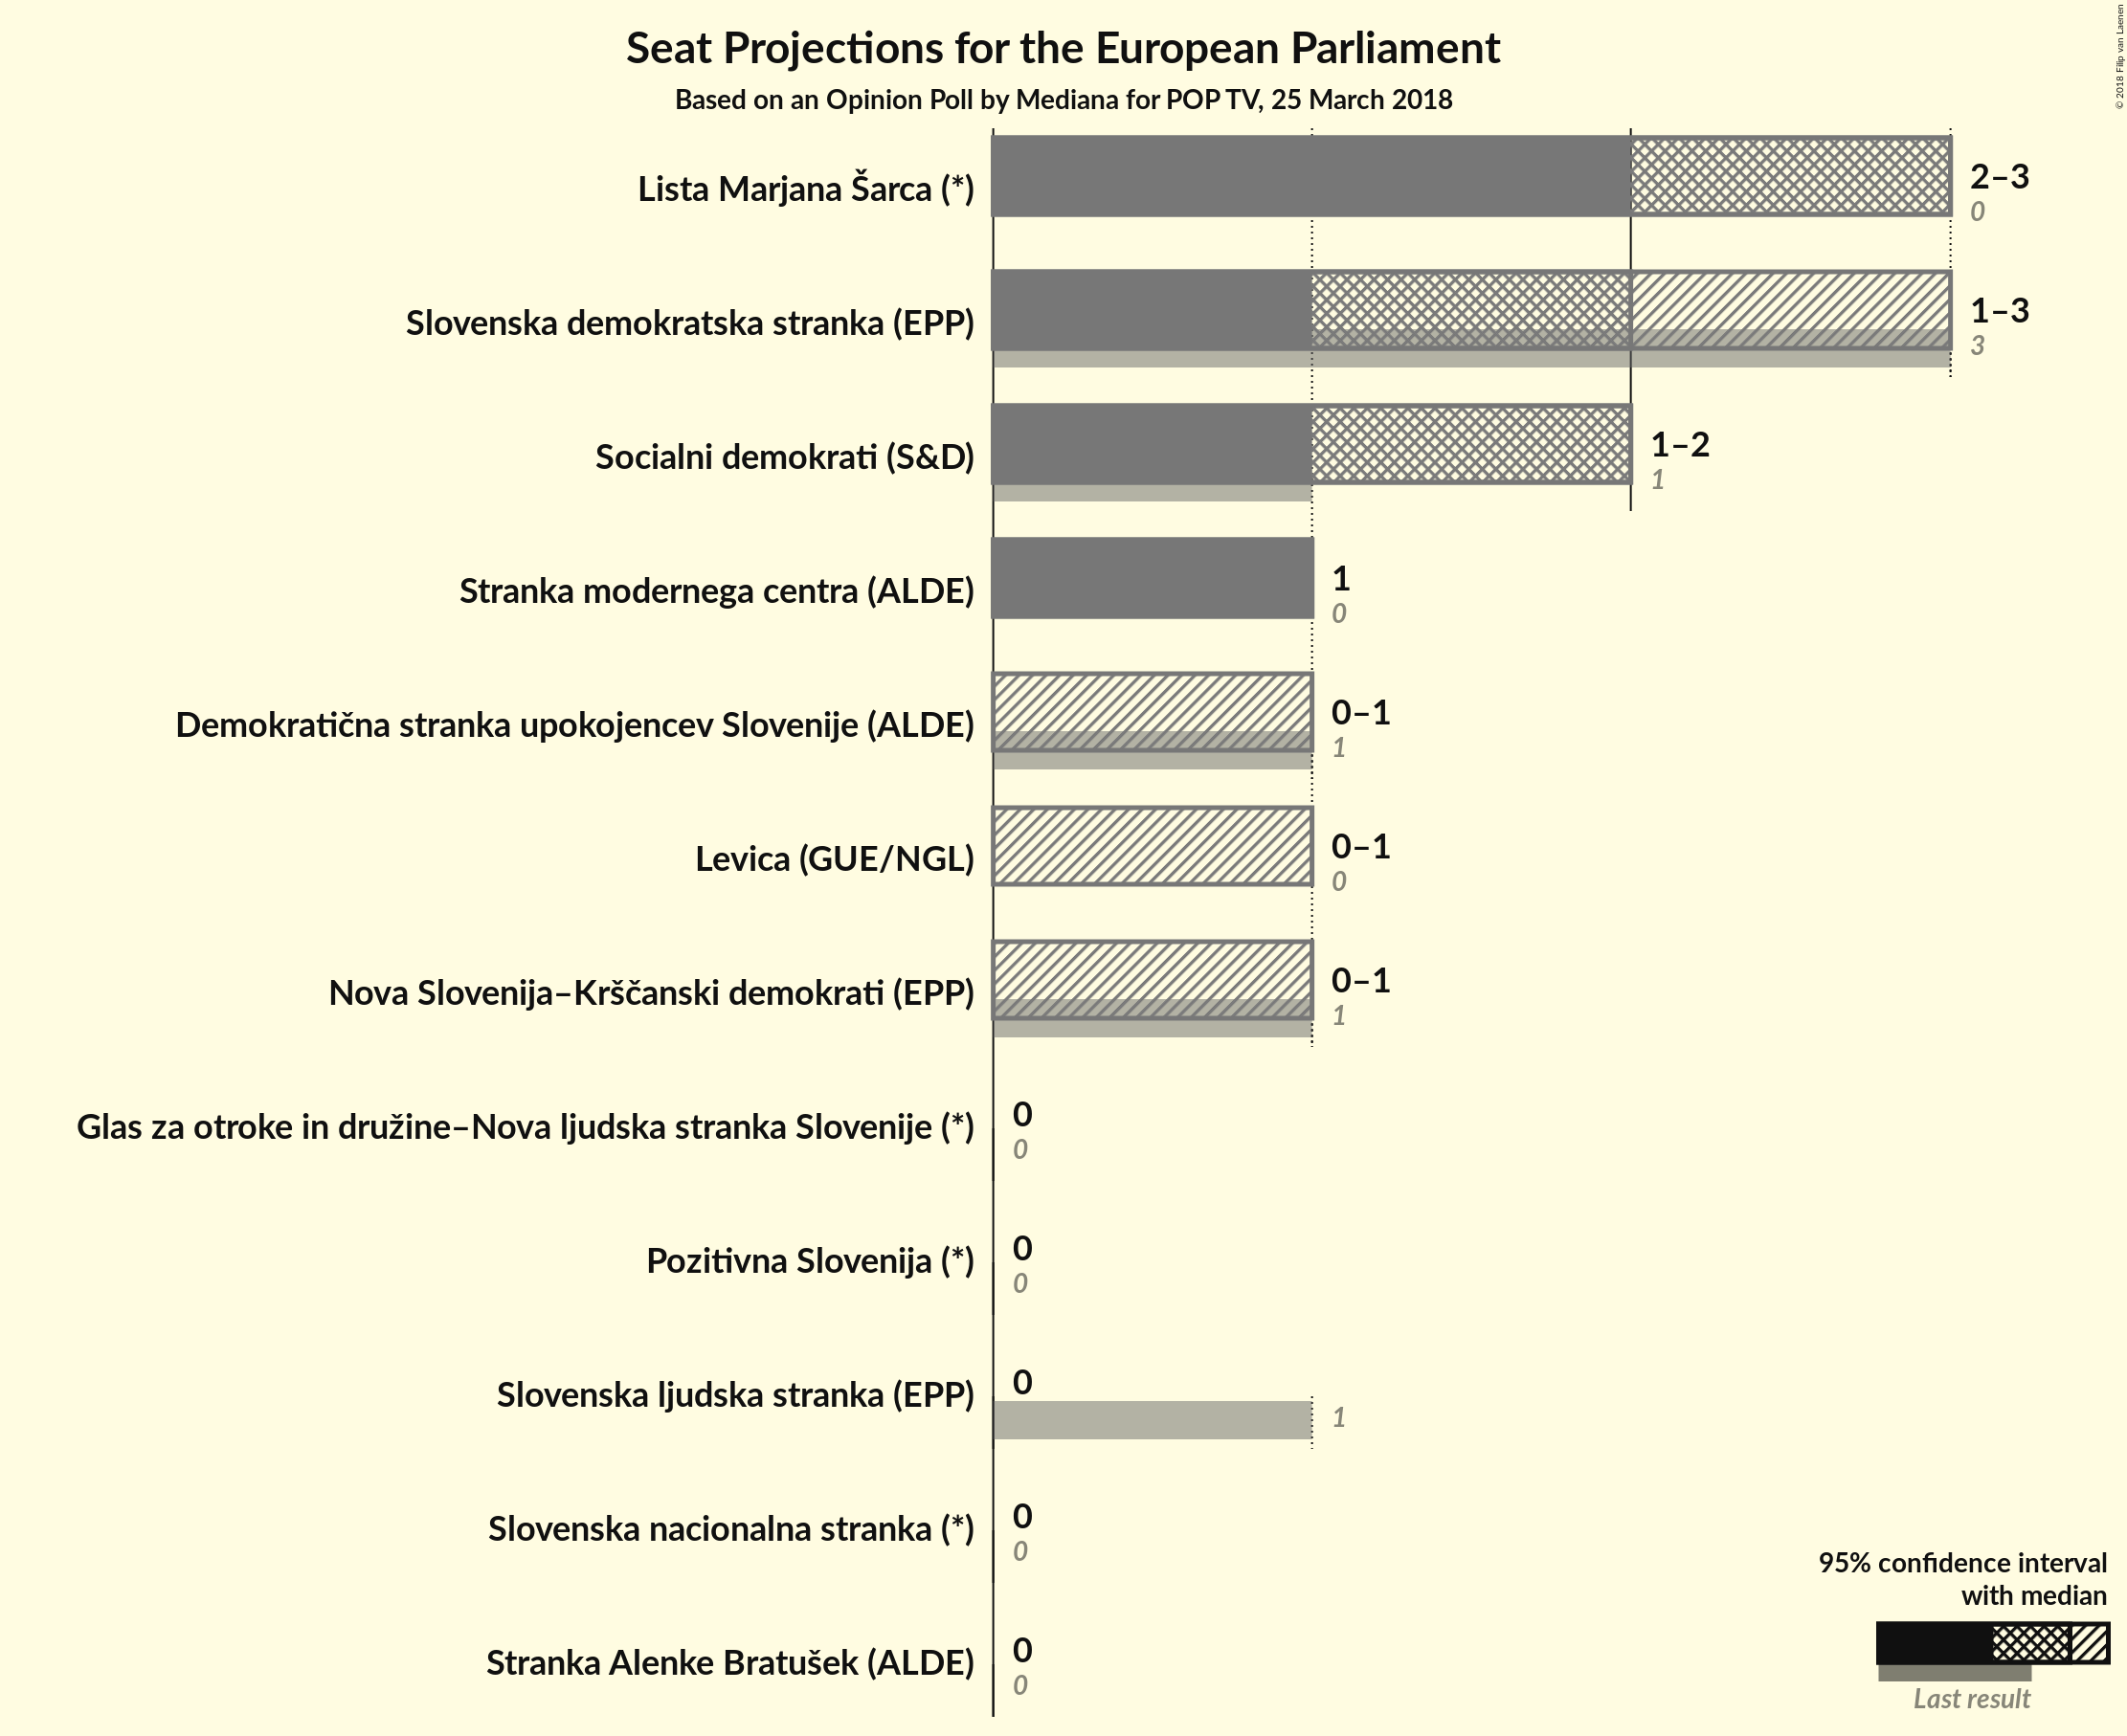 Seat Projections for the European Parliament
Based on an Opinion Poll by Mediana for POP TV, 25 March 2018
© 2018 Filip van Laenen
Lista Marjana Šarca (*)
2–3
0
Slovenska demokratska stranka (EPP)
1–3
3
Socialni demokrati (S&D)
1–2
1
Stranka modernega centra (ALDE)
1
0
Demokratična stranka upokojencev Slovenije (ALDE)
0–1
1
Levica (GUE/NGL)
0–1
0
Nova Slovenija–Krščanski demokrati (EPP)
0–1
1
Glas za otroke in družine–Nova ljudska stranka Slovenije (*)
0
0
Pozitivna Slovenija (*)
0
0
Slovenska ljudska stranka (EPP)
0
1
Slovenska nacionalna stranka (*)
0
0
Stranka Alenke Bratušek (ALDE)
0
0
95% confidence interval
with median
Last result